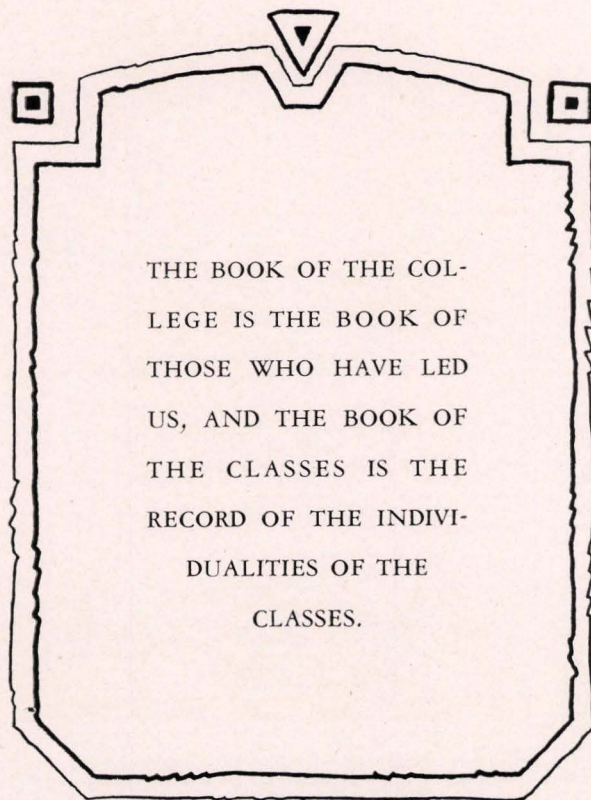 THE BOOK OF THE COL-
LEGE IS THE BOOK OF
THOSE WHO HAVE LED
US, AND THE BOOK OF
THE CLASSES IS THE
RECORD OF THE INDIVI-
DUALITIES OF THE
CLASSES.